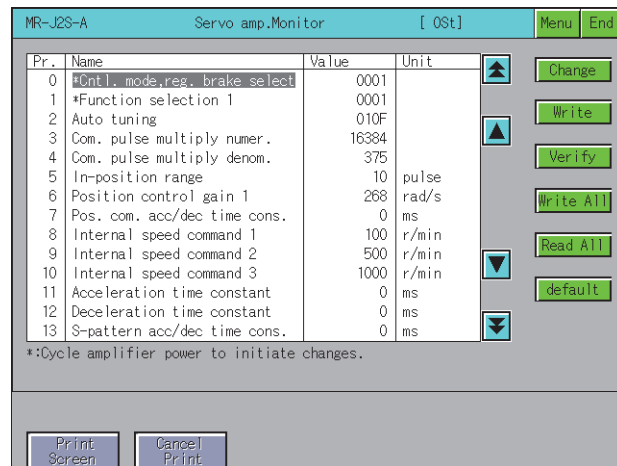 MR-J2S-A Servo amp.Monitor [ 0St] Menu End
Pr. Name Value Unit
0 *Cntl. mode,reg. brake select 0001
1 *Function selection 1 0001
2 Auto tuning 010F
3 Com. pulse multiply numer. 16384
4 Com. pulse multiply denom. 375
5 In-position range 10 pulse
6 Position control gain 1 268 rad/s
7 Pos. com. acc/dec time cons. 0 ms
8 Internal speed command 1 100 r/min
9 Internal speed command 2 500 r/min
10 Internal speed command 3 1000 r/min
11 Acceleration time constant 0 ms
12 Deceleration time constant 0 ms
13 S-pattern acc/dec time cons. 0 ms
*:Cycle amplifier power to initiate changes.
Change
Write
Verify
Write All
Read All
default
Print
Screen
Cancel
Print